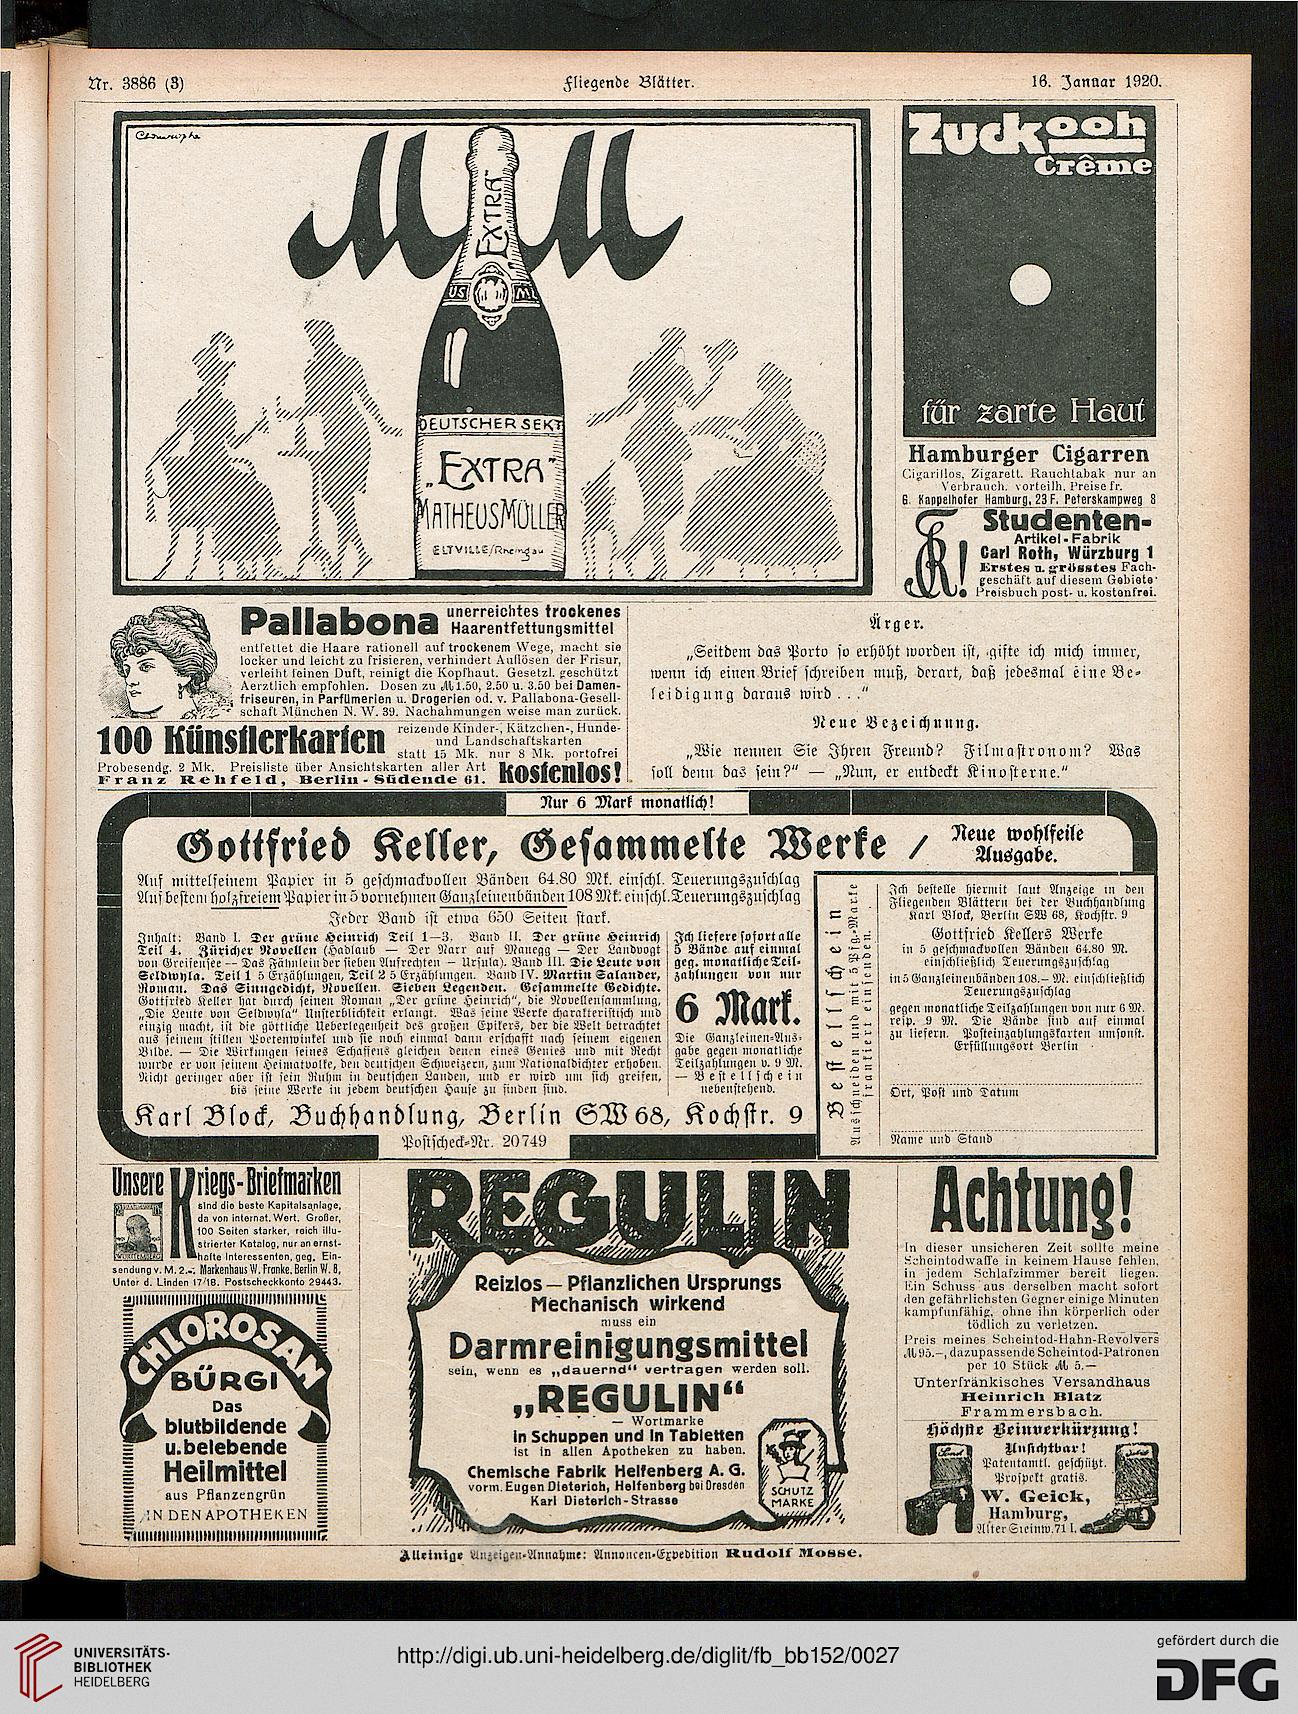 Nr. 3886 (3)
Fliegende Blätter.
16. Januar 1920.
MM
EXTRA
US ML
DEUTSCHER SEKT
„EXTRA“
MATHEUS MÜLLER
ELTVILLE/Rheingau
Zuckooh
Crême
für zarte Haut
Hamburger Cigarren
Cigarillos, Zigarett. Rauchtabak nur an
Verbrauch. vorteilh. Preise fr.
G. Kappelhofer Hamburg, 23 F. Peterskampweg 8
Studenten-
Artikel-Fabrik
Carl Roth, Würzburg 1
Erstes u. grösstes Fach-
geschäft auf diesem Gebiete
Preisbuch post- u. kostenfrei.
Pallabona unerreichtes trockenes
Haarentfettungsmittel
entfettet die Haare rationell auf trockenem Wege, macht sie
locker und leicht zu frisieren, verhindert Auflösen der Frisur,
verleiht feinen Duft, reinigt die Kopfhaut. Gesetzl. geschützt
Aerztlich empfohlen. Dosen zu ℳ 1.50, 2.50 u. 3.50 bei Damen-
friseuren, in Parfümerien u. Drogerien od. v. Pallabona-Gesell-
schaft München N. W. 39. Nachahmungen weise man zurück.
100 Künstlerkarten reizende Kinder-, Kätzchen-, Hunde-
und Landschaftskarten
statt 15 Mk. nur 8 Mk. portofrei
Probesendg. 2 Mk. Preisliste über Ansichtskarten aller Art kostenlos!
Franz Rehfeld, Berlin-Südende 61.
Ärger.
„Seitdem das Porto so erhöht worden ist, gifte ich mich immer,
wenn ich einen Brief schreiben muß, derart, daß jedesmal eine Be-
leidigung daraus wird . . .“
Neue Bezeichnung.
„Wie nennen Sie Ihren Freund? Filmastronom? Was
soll denn das sein?“ — „Nun, er entdeckt Kinosterne.“
Nur 6 Mark monatlich!
Gottfried Keller, Gesammelte Werke / Neue wohlfeile
Ausgabe.
Auf mittelfeinem Papier in 5 geschmackvollen Bänden 64.80 Mk. einschl. Teuerungszuschlag
Auf bestem holzfreiem Papier in 5 vornehmen Ganzleinenbänden 108 Mk. einschl. Teuerungszuschlag
Jeder Band ist etwa 650 Seiten stark.
Inhalt: Band I. Der grüne Heinrich Teil 1—3. Band II. Der grüne Heinrich
Teil 4. Züricher Novellen (Hadlaub — Der Narr auf Manegg — Der Landvogt
von Greifensee — Das Fähnlein der sieben Aufrechten — Ursula). Band III. Die Leute von
Seldwyla. Teil 1 5 Erzählungen, Teil 2 5 Erzählungen. Band IV. Martin Salander,
Roman. Das Sinngedicht, Novellen. Sieben Legenden. Gesammelte Gedichte.
Gottfried Keller hat durch seinen Roman „Der grüne Heinrich“, die Novellensammlung,
„Die Leute von Seldwyla“ Unsterblichkeit erlangt. Was seine Werke charakteristisch und
einzig macht, ist die göttliche Ueberlegenheit des großen Epikers, der die Welt betrachtet
aus seinem stillen Poetenwinkel und sie noch einmal dann erschafft nach seinem eigenen
Bilde. — Die Wirkungen seines Schaffens gleichen denen eines Genies und mit Recht
wurde er von seinem Heimatvolke, den deutschen Schweizern, zum Nationaldichter erhoben.
Nicht geringer aber ist sein Ruhm in deutschen Landen, und er wird um sich greifen,
bis seine Werke in jedem deutschen Hause zu finden sind.
Ich liefere sofort alle
5 Bände auf einmal
geg. monatliche Teil-
zahlungen von nur
6 Mark.
Die Ganzleinen-Aus-
gabe gegen monatliche
Teilzahlungen v. 9 M.
— Bestellschein
nebenstehend.
Karl Block, Buchhandlung, Berlin SW 68, Kochstr. 9
Postscheck-Nr. 20749
Bestellschein
Ausschneiden und mit 5 Pfg.-Marke
frankiert einsenden.
Ich bestelle hiermit laut Anzeige in den
Fliegenden Blättern bei der Buchhandlung
Karl Block, Berlin SW 68, Kochstr. 9
Gottfried Kellers Werke
in 5 geschmackvollen Bänden 64.80 M.
einschließlich Teuerungszuschlag
in 5 Ganzleinenbänden 108.— M. einschließlich
Teuerungszuschlag
gegen monatliche Teilzahlungen von nur 6 M.
resp. 9 M. Die Bände sind auf einmal
zu liefern. Posteinzahlungskarten umsonst.
Erfüllungsort Berlin
Ort, Post und Datum
Name und Stand
Unsere Kriegs-Briefmarken
sind die beste Kapitalsanlage,
da von internat. Wert. Großer,
100 Seiten starker, reich illu-
strierter Katalog, nur an ernst-
hafte Interessenten, geg. Ein-
sendung v. M. 2.-. Markenhaus W. Franke, Berlin W. 8,
Unter d. Linden 17/18. Postscheckkonto 29443.
CHLOROSAN
BÜRGI
Das
blutbildende
u. belebende
Heilmittel
aus Pflanzengrün
IN DEN APOTHEKEN
REGULIN
Reizlos — Pflanzlichen Ursprungs
Mechanisch wirkend
muss ein
Darmreinigungsmittel
sein, wenn es „dauernd“ vertragen werden soll.
„REGULIN“
— Wortmarke
in Schuppen und in Tabletten
ist in allen Apotheken zu haben.
Chemische Fabrik Helfenberg A. G.
vorm. Eugen Dieterich, Helfenberg bei Dresden
Karl Dieterich-Strasse
SCHUTZ
MARKE
Achtung!
In dieser unsicheren Zeit sollte meine
Scheintodwaffe in keinem Hause fehlen,
in jedem Schlafzimmer bereit liegen.
Ein Schuss aus derselben macht sofort
den gefährlichsten Gegner einige Minuten
kampfunfähig, ohne ihn körperlich oder
tödlich zu verletzen.
Preis meines Scheintod-Hahn-Revolvers
ℳ 95.–, dazu passende Scheintod-Patronen
per 10 Stück ℳ 5.—
Unterfränkisches Versandhaus
Heinrich Blatz
Frammersbach.
Höchste Beinverkürzung!
Unsichtbar!
Patentamtl. geschützt.
Prospekt gratis.
W. Geick,
Hamburg,
Alter Steinw. 71 I.
Alleinige Anzeigen-Annahme: Annoncen-Expedition Rudolf Mosse.
UNIVERSITÄTS-
BIBLIOTHEK
HEIDELBERG
http://digi.ub.uni-heidelberg.de/diglit/fb_bb152/0027
gefördert durch die
DFG